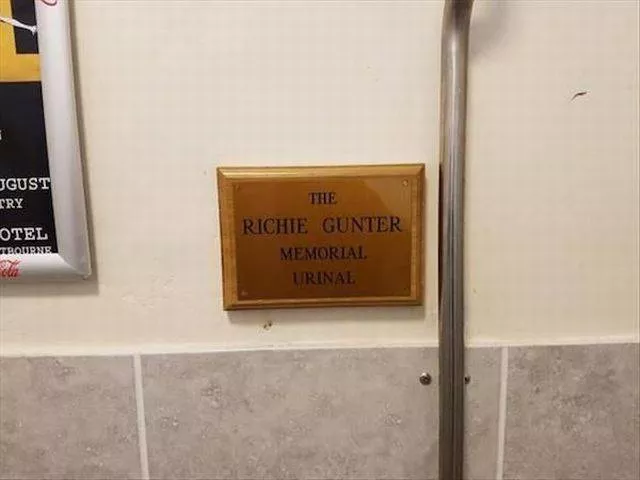 UGUST
TRY
OTEL
TBOURNE
THE
RICHIE GUNTER
MEMORIAL
URINAL